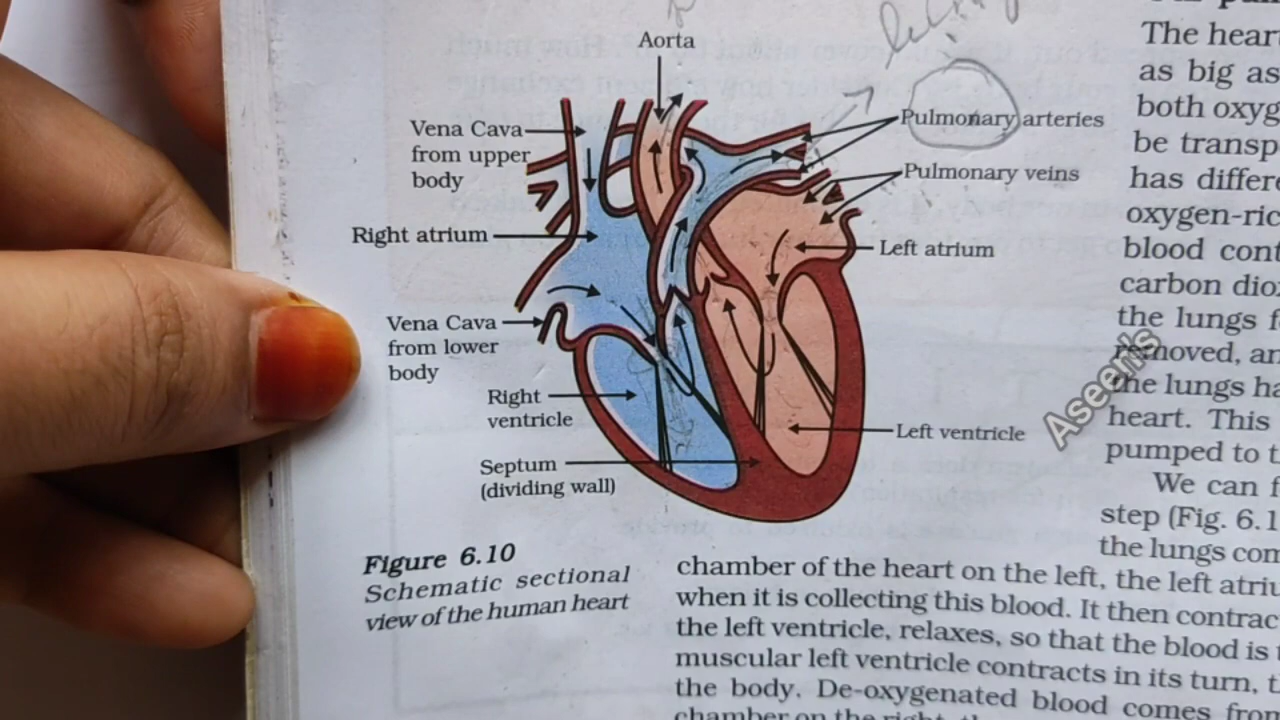 Aorta
Vena Cava
from upper
body
Pulmonary arteries
Pulmonary veins
Right atrium
Left atrium
Vena Cava
from lower
body
Right
ventricle
Left ventricle
Septum
(dividing wall)
Figure 6.10
Schematic sectional
view of the human heart
The heart
as big as
both oxyg
be transp
has differe
oxygen-ric
blood cont
carbon diox
the lungs f
removed, an
the lungs ha
heart. This
pumped to t
We can f
step (Fig. 6.1
the lungs com
chamber of the heart on the left, the left atriu
when it is collecting this blood. It then contrac
the left ventricle, relaxes, so that the blood is t
muscular left ventricle contracts in its turn, t
the body. De-oxygenated blood comes from
chamber on the right, th
Aseem's